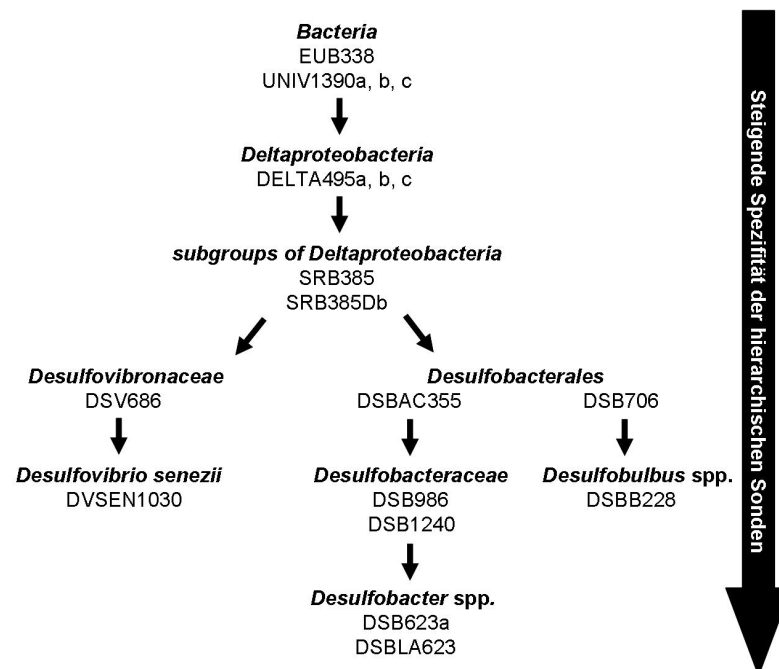 Bacteria
EUB338
UNIV1390a, b, c
Deltaproteobacteria
DELTA495a, b, c
subgroups of Deltaproteobacteria
SRB385
SRB385Db
Desulfovibronaceae
DSV686
Desulfovibrio senezii
DVSEN1030
Desulfobacterales
DSBAC355
DSB706
Desulfobacteraceae
DSB986
DSB1240
Desulfobulbus spp.
DSBB228
Desulfobacter spp.
DSB623a
DSBLA623
Steigende Spezifität der hierarchischen Sonden